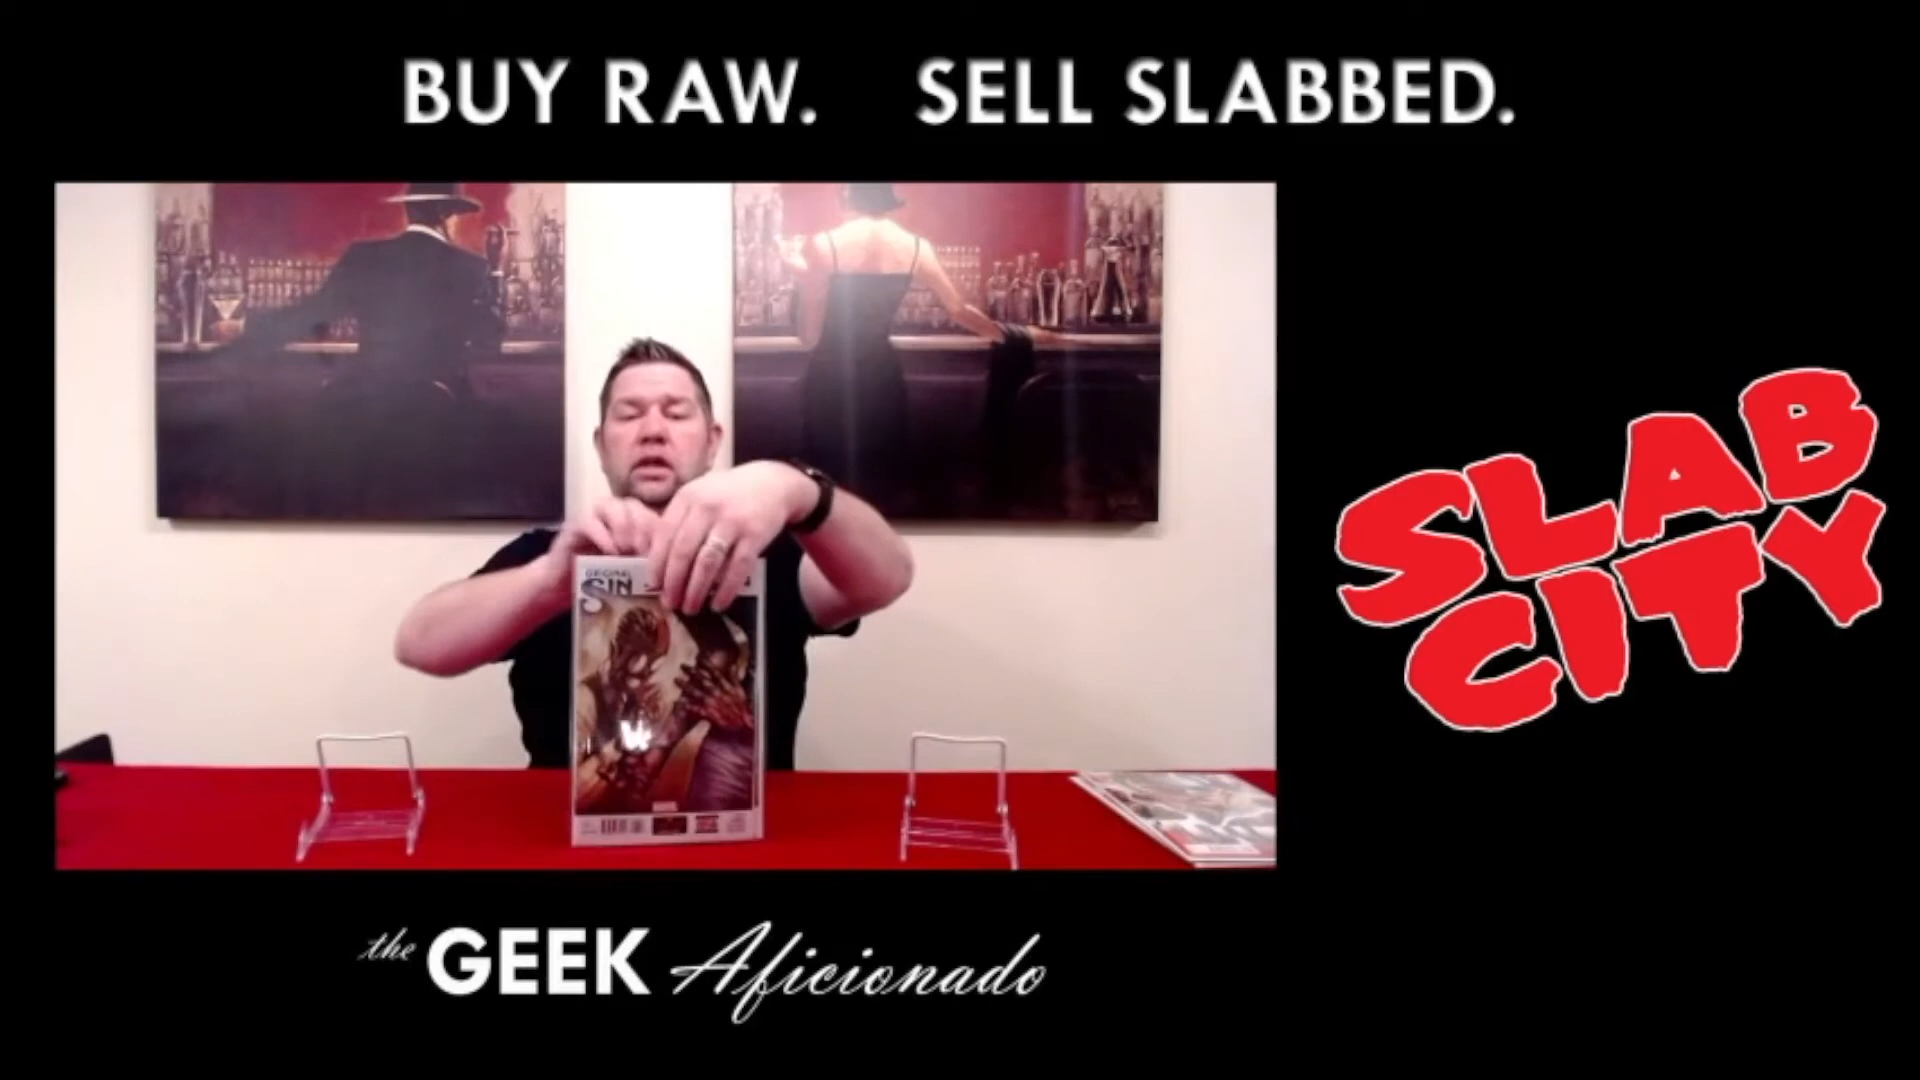 BUY RAW. SELL SLABBED.
ORIGINAL
SIN
SLAB
CITY
the GEEK Aficionado